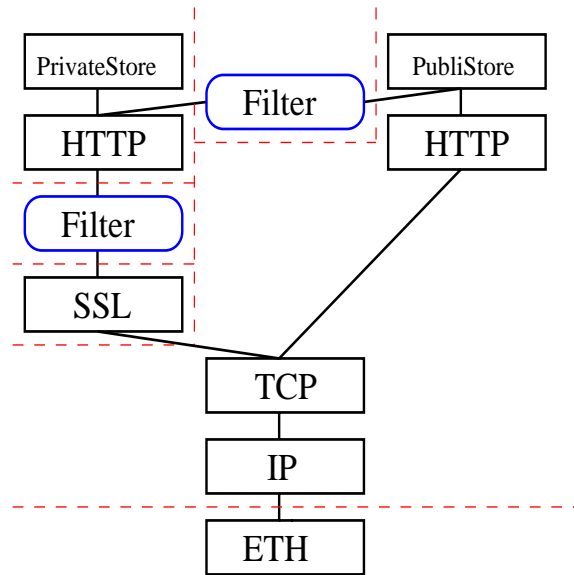 PrivateStore
Filter
PubliStore
HTTP
HTTP
Filter
SSL
TCP
IP
ETH